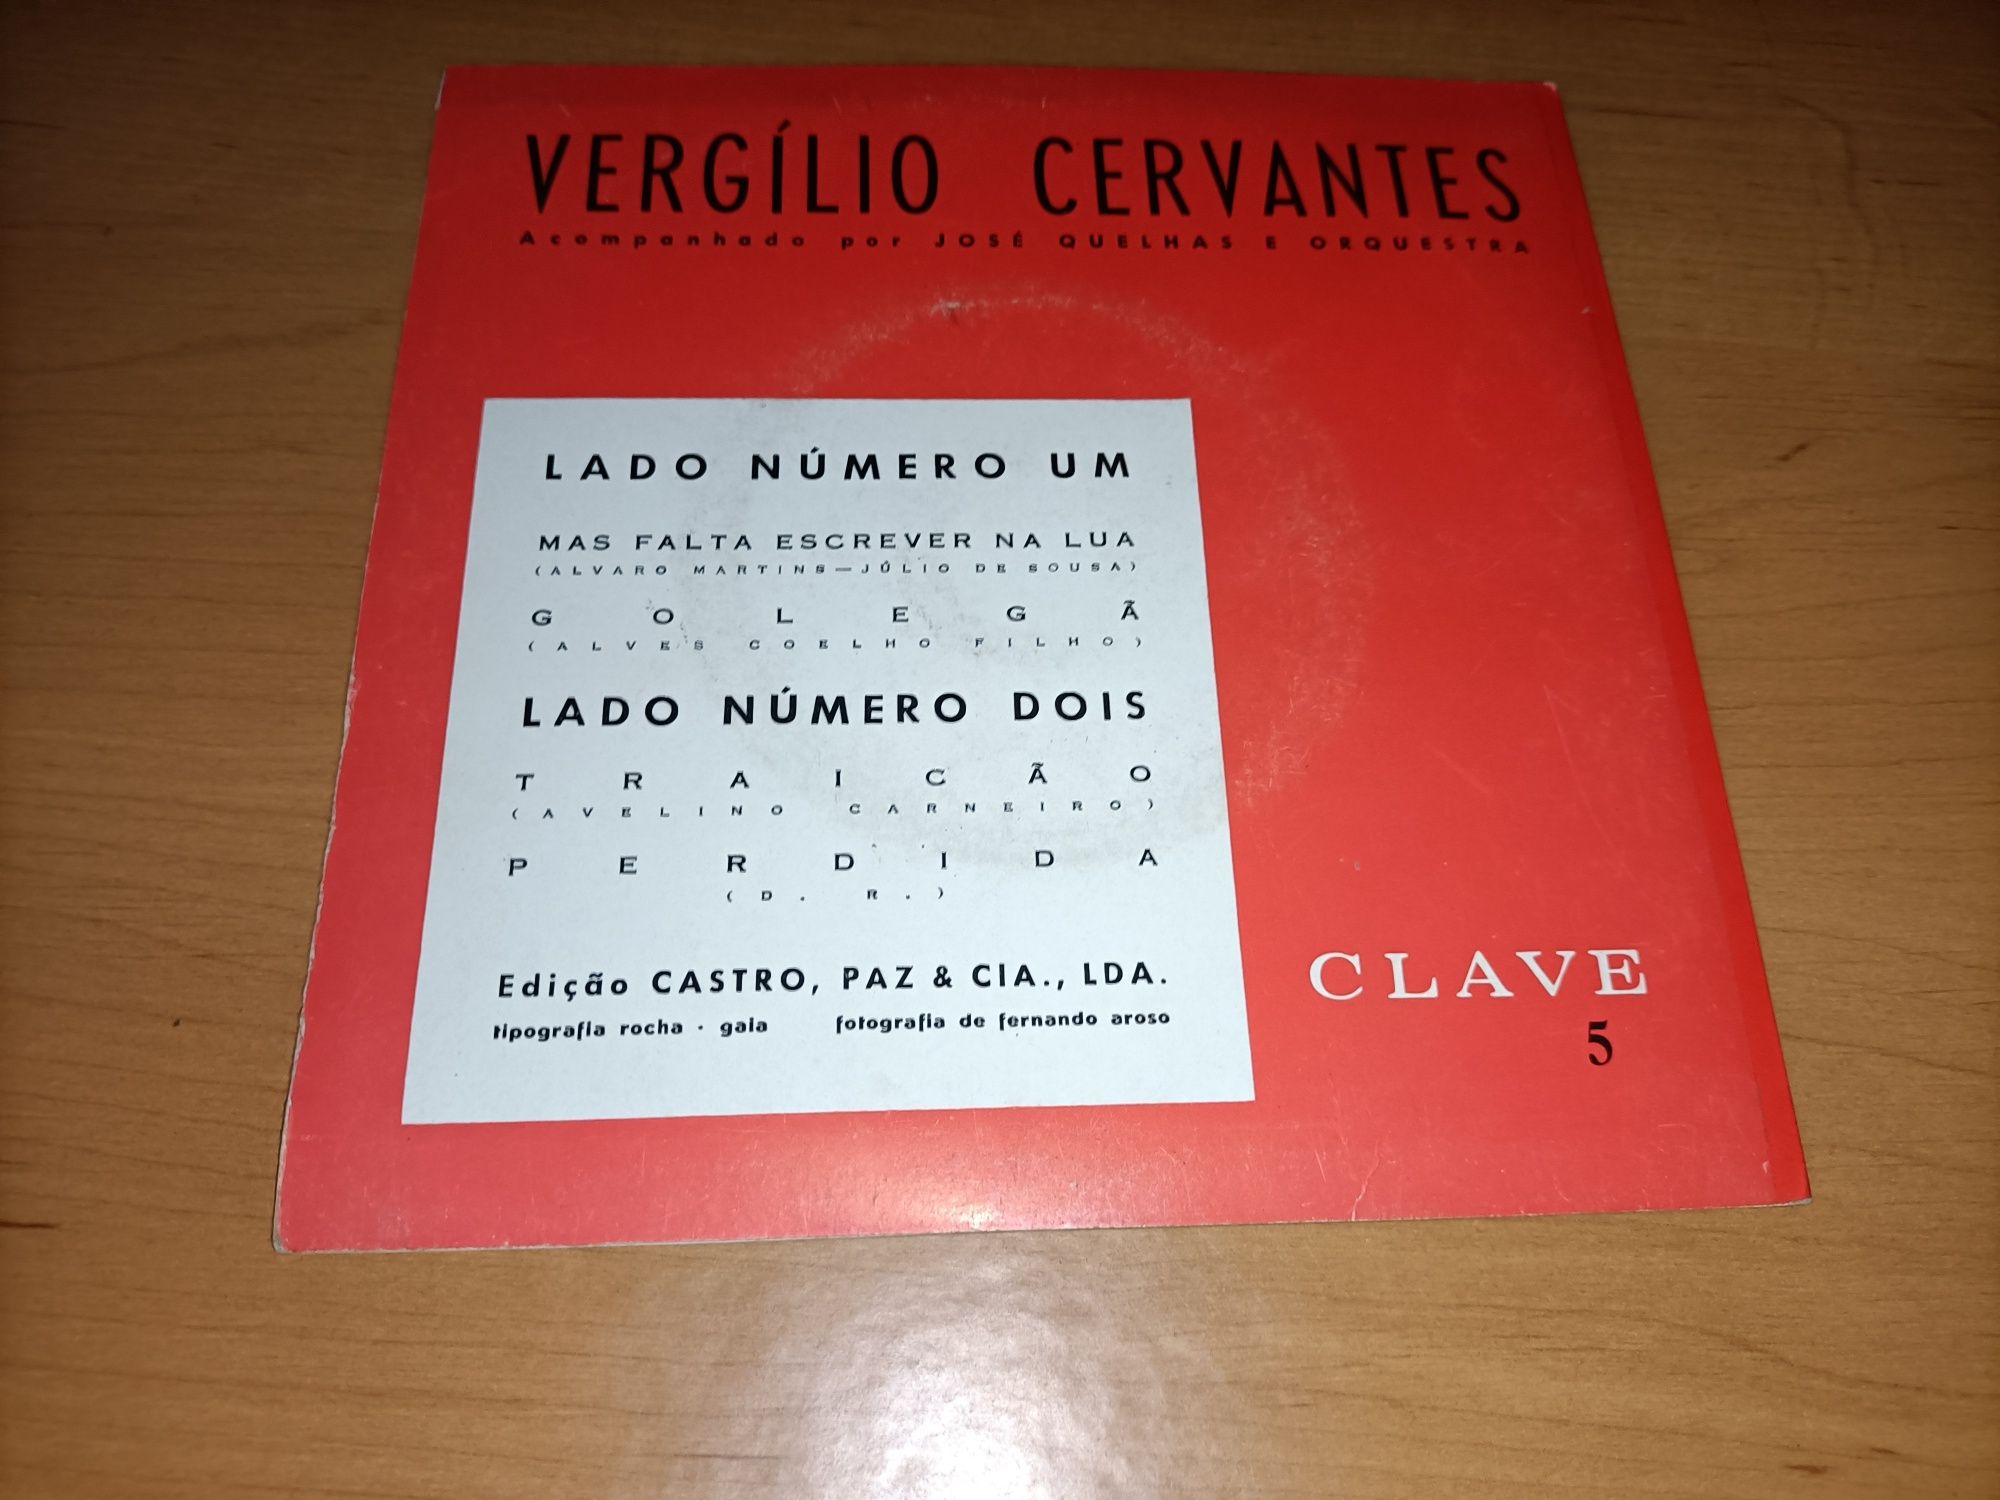 VERGÍLIO CERVANTES
Acompanhado por JOSÉ QUELHAS E ORQUESTRA
LADO NÚMERO UM
MAS FALTA ESCREVER NA LUA
(ALVARO MARTINS—JÚLIO DE SOUSA)
GOLEGÃ
(ALVES COELHO FILHO)
LADO NÚMERO DOIS
TRAICÃO
(AVELINO CARNEIRO)
PERDIDA
(D. R.)
Edição CASTRO, PAZ & CIA., LDA.
tipografia rocha · gaia fotografia de fernando aroso
CLAVE
5